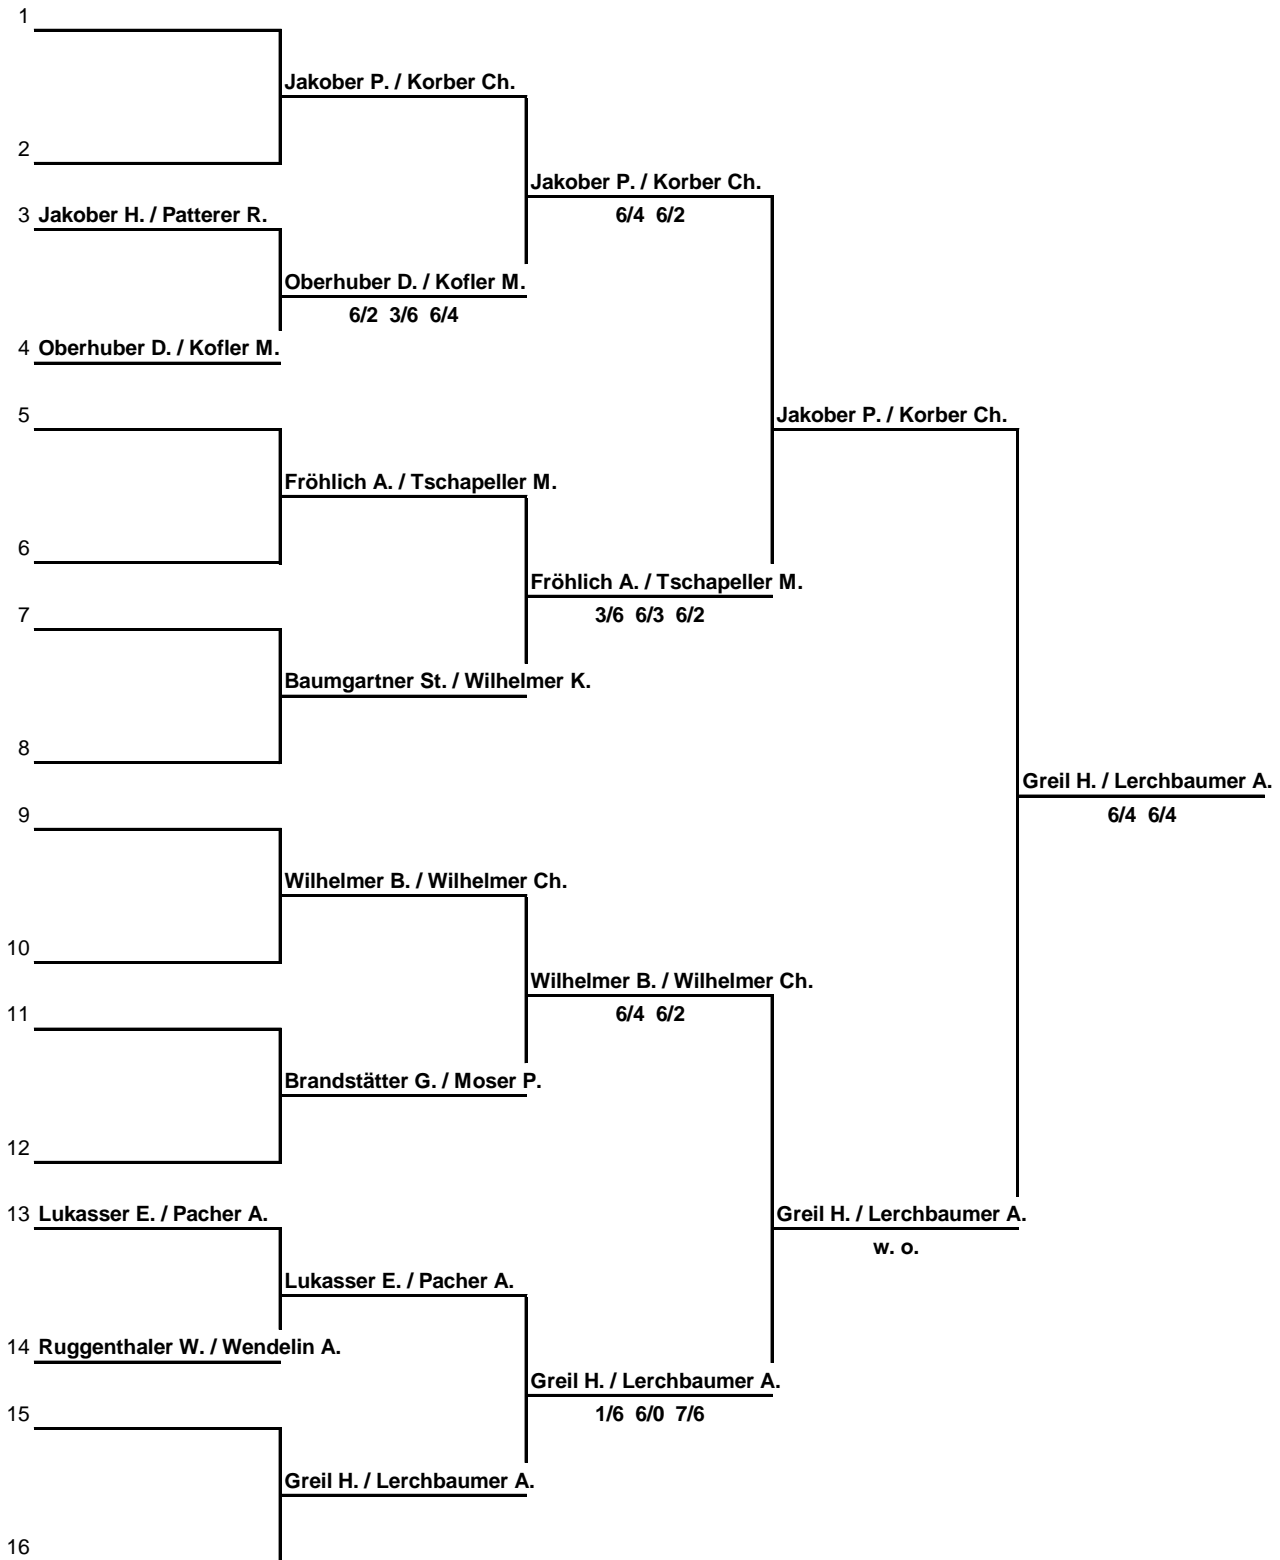 1
Jakober P. / Korber Ch.
2
Jakober P. / Korber Ch.
3 Jakober H. / Patterer R.
6/4 6/2
Oberhuber D. / Kofler M.
6/2 3/6 6/4
4 Oberhuber D. / Kofler M.
5
Jakober P. / Korber Ch.
Fröhlich A. / Tschapeller M.
6
Fröhlich A. / Tschapeller M.
3/6 6/3 6/2
7
Baumgartner St. / Wilhelmer K.
8
Greil H. / Lerchbaumer A.
6/4 6/4
9
Wilhelmer B. / Wilhelmer Ch.
10
Wilhelmer B. / Wilhelmer Ch.
6/4 6/2
11
Brandstätter G. / Moser P.
12
13 Lukasser E. / Pacher A.
Greil H. / Lerchbaumer A.
w. o.
Lukasser E. / Pacher A.
14 Ruggenthaler W. / Wendelin A.
Greil H. / Lerchbaumer A.
1/6 6/0 7/6
15
Greil H. / Lerchbaumer A.
16